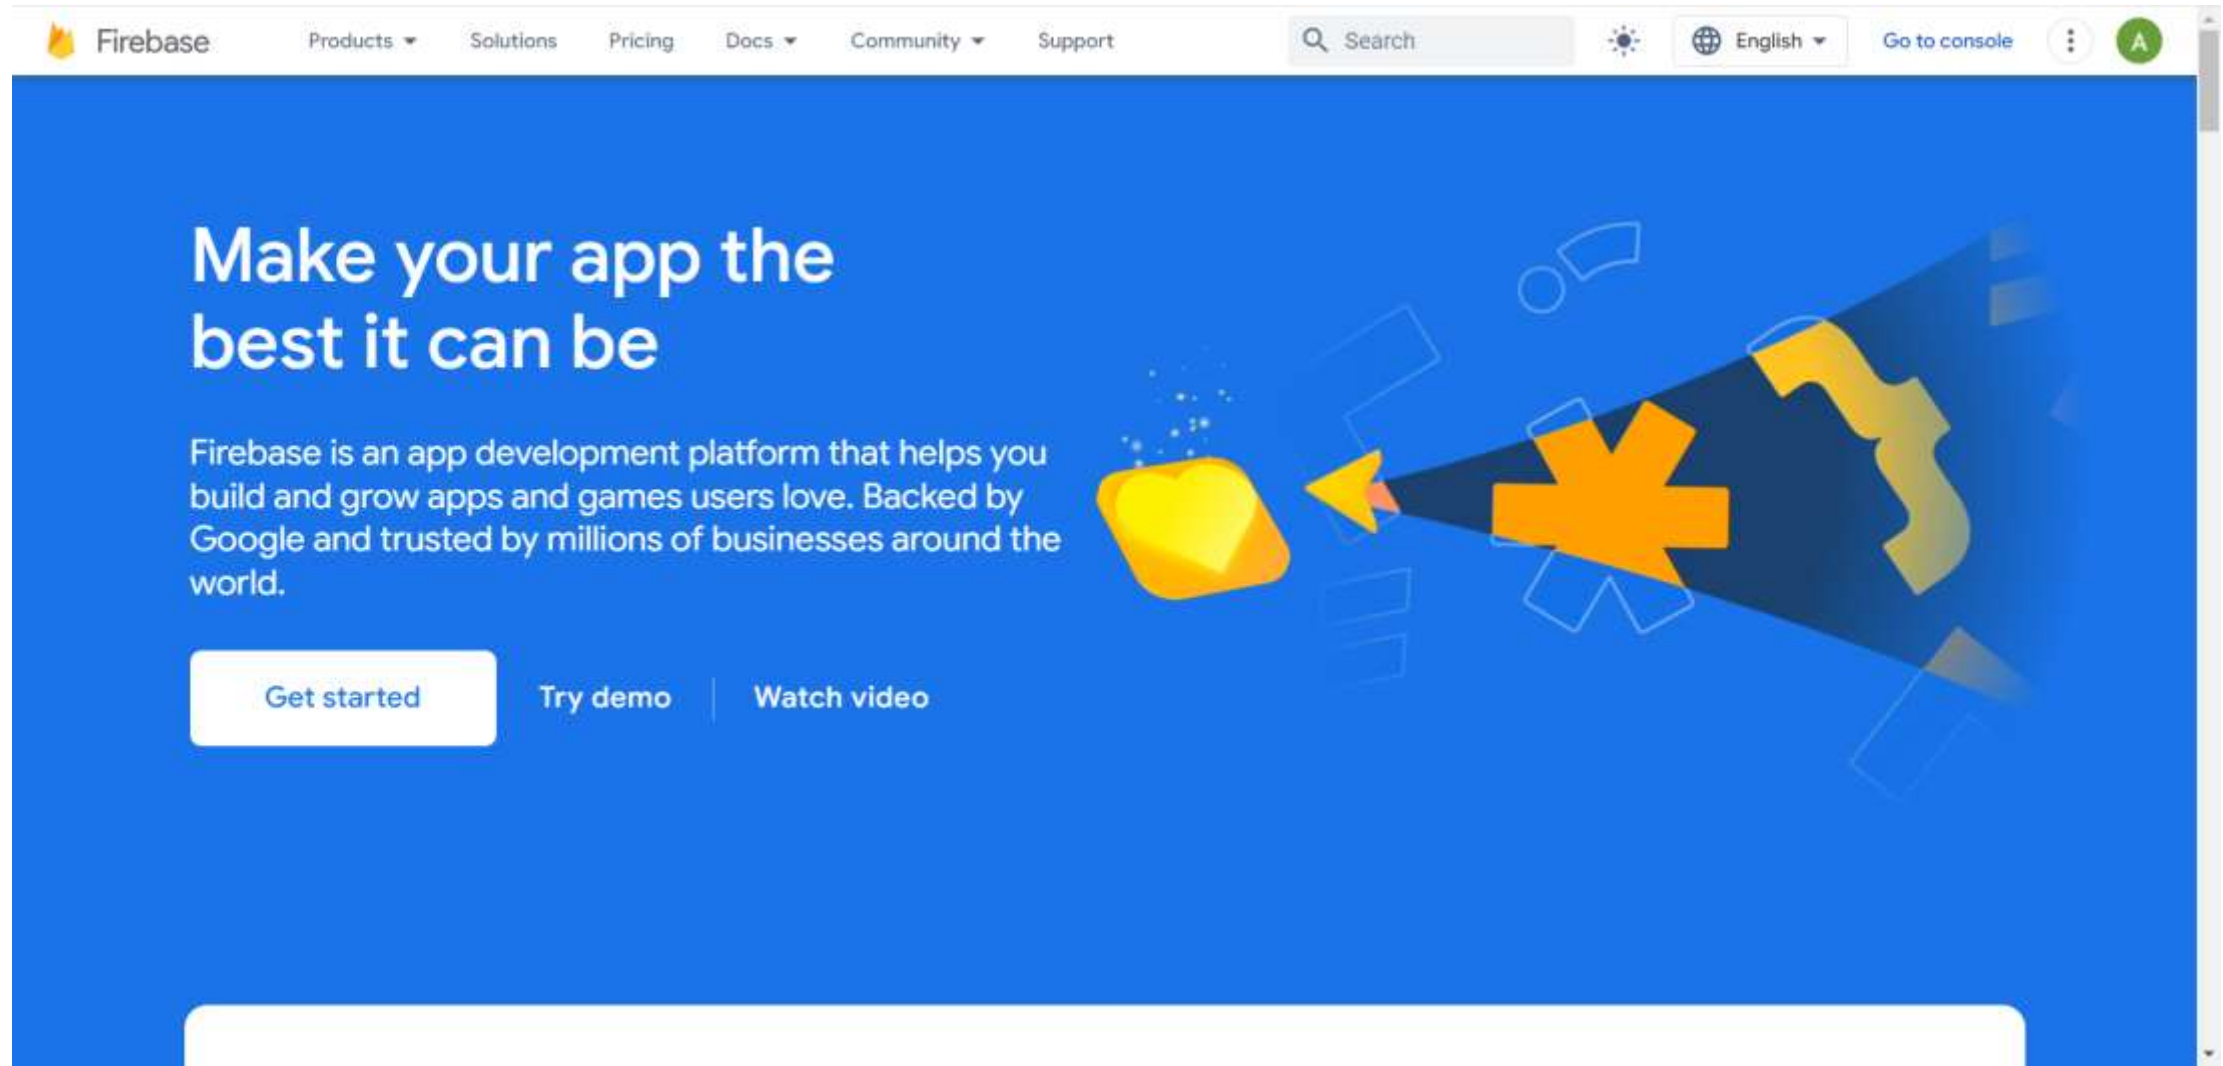 Firebase Products Solutions Pricing Docs Community Support Search English Go to console A
Make your app the
best it can be
Firebase is an app development platform that helps you
build and grow apps and games users love. Backed by
Google and trusted by millions of businesses around the
world.
Get started Try demo Watch video